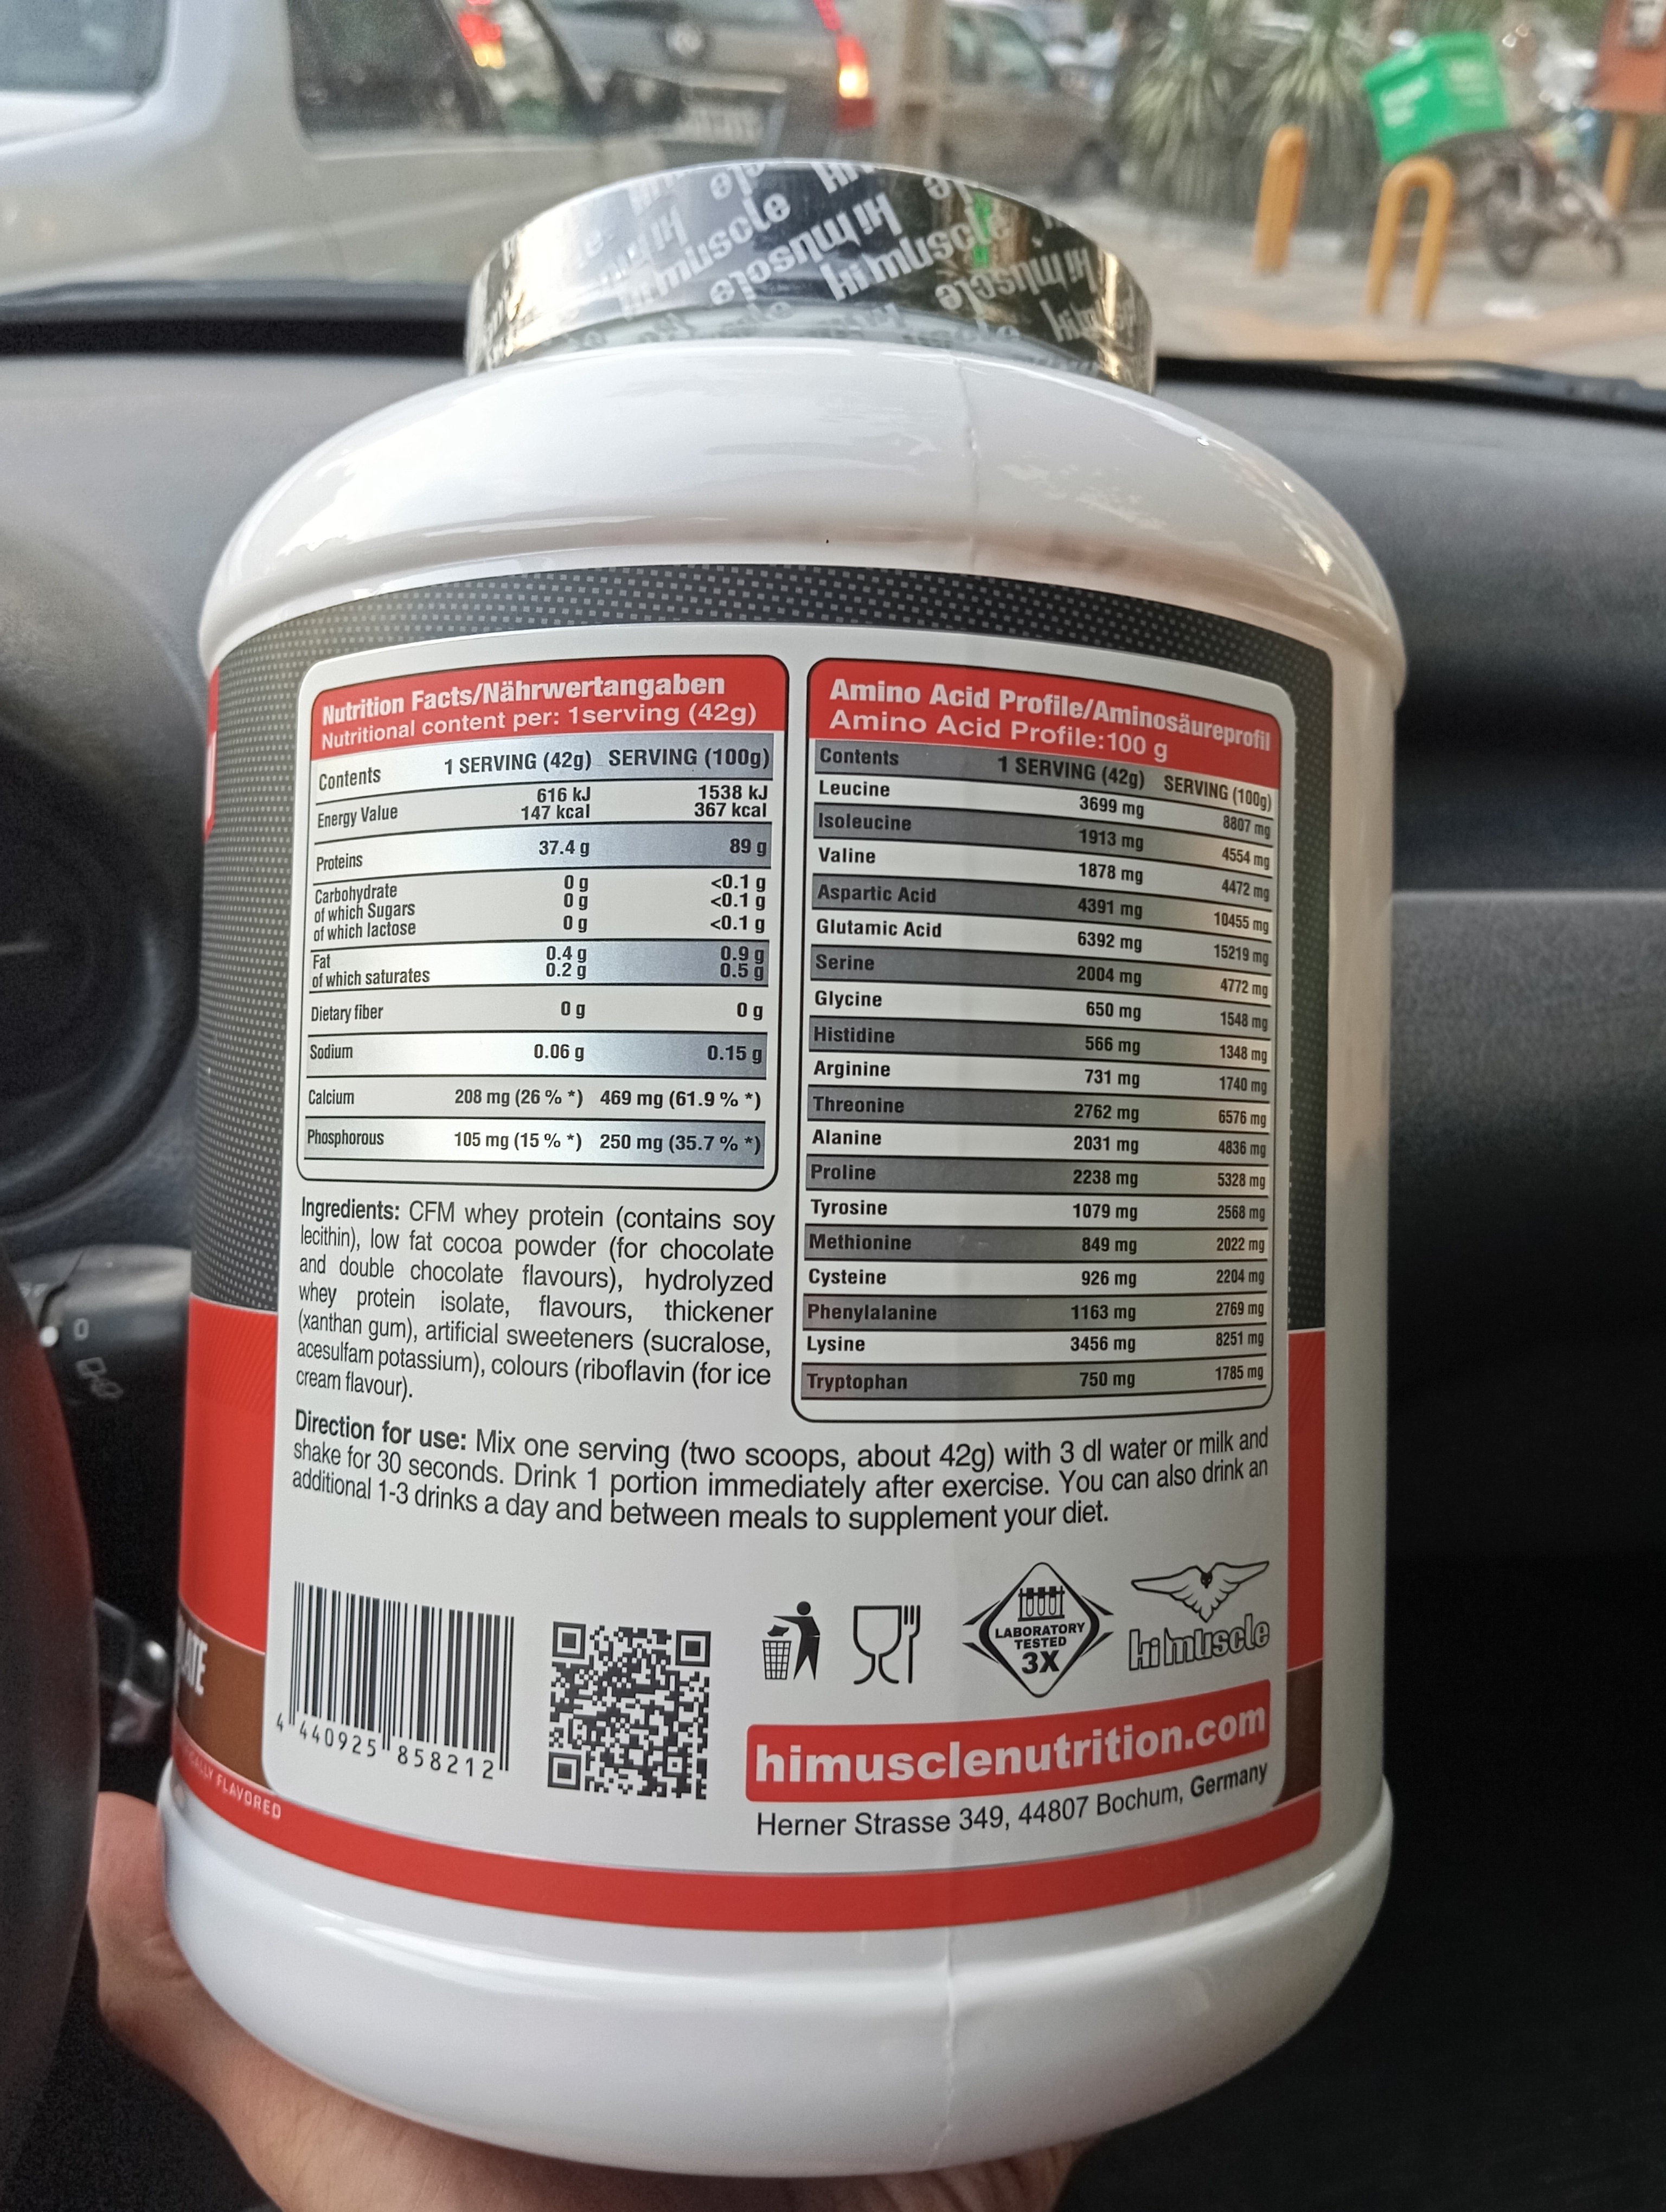 himuscle
himuscle
himuscle
himuscle
Nutrition Facts/Nährwertangaben
Nutritional content per: 1serving (42g)
Contents 1 SERVING (42g) SERVING (100g)
Energy Value 616 kJ 1538 kJ
147 kcal 367 kcal
Proteins 37.4 g 89 g
Carbohydrate 0 g <0.1 g
of which Sugars 0 g <0.1 g
of which lactose 0 g <0.1 g
Fat 0.4 g 0.9 g
of which saturates 0.2 g 0.5 g
Dietary fiber 0 g 0 g
Sodium 0.06 g 0.15 g
Calcium 208 mg (26 % *) 469 mg (61.9 % *)
Phosphorous 105 mg (15 % *) 250 mg (35.7 % *)
Ingredients: CFM whey protein (contains soy
lecithin), low fat cocoa powder (for chocolate
and double chocolate flavours), hydrolyzed
whey protein isolate, flavours, thickener
(xanthan gum), artificial sweeteners (sucralose,
acesulfam potassium), colours (riboflavin (for ice
cream flavour).
Amino Acid Profile/Aminosäureprofil
Amino Acid Profile:100 g
Contents 1 SERVING (42g) SERVING (100g)
Leucine 3699 mg 8807 mg
Isoleucine 1913 mg 4554 mg
Valine 1878 mg 4472 mg
Aspartic Acid 4391 mg 10455 mg
Glutamic Acid 6392 mg 15219 mg
Serine 2004 mg 4772 mg
Glycine 650 mg 1548 mg
Histidine 566 mg 1348 mg
Arginine 731 mg 1740 mg
Threonine 2762 mg 6576 mg
Alanine 2031 mg 4836 mg
Proline 2238 mg 5328 mg
Tyrosine 1079 mg 2568 mg
Methionine 849 mg 2022 mg
Cysteine 926 mg 2204 mg
Phenylalanine 1163 mg 2769 mg
Lysine 3456 mg 8251 mg
Tryptophan 750 mg 1785 mg
Direction for use: Mix one serving (two scoops, about 42g) with 3 dl water or milk and
shake for 30 seconds. Drink 1 portion immediately after exercise. You can also drink an
additional 1-3 drinks a day and between meals to supplement your diet.
4 440925 858212
LABORATORY
TESTED
3X
himuscle
himusclenutrition.com
Herner Strasse 349, 44807 Bochum, Germany
FLAVORED